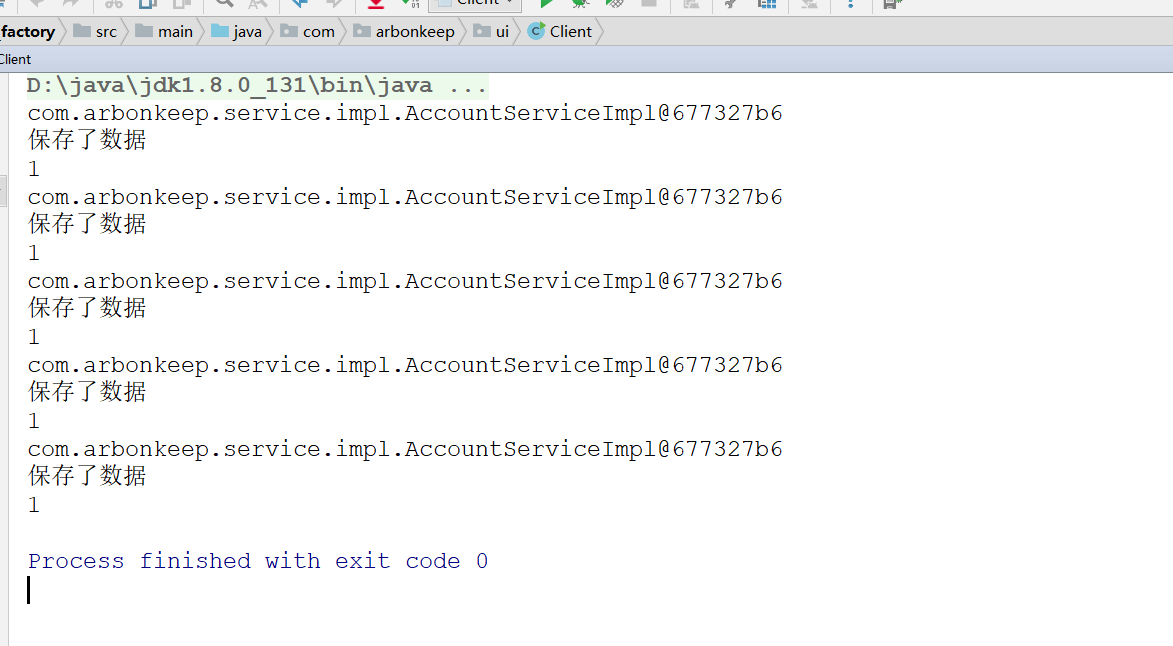 Client
factory src main java com arbonkeep ui Client
Client
D:\java\jdk1.8.0_131\bin\java ...
com.arbonkeep.service.impl.AccountServiceImpl@677327b6
保存了数据
1
com.arbonkeep.service.impl.AccountServiceImpl@677327b6
保存了数据
1
com.arbonkeep.service.impl.AccountServiceImpl@677327b6
保存了数据
1
com.arbonkeep.service.impl.AccountServiceImpl@677327b6
保存了数据
1
com.arbonkeep.service.impl.AccountServiceImpl@677327b6
保存了数据
1
Process finished with exit code 0